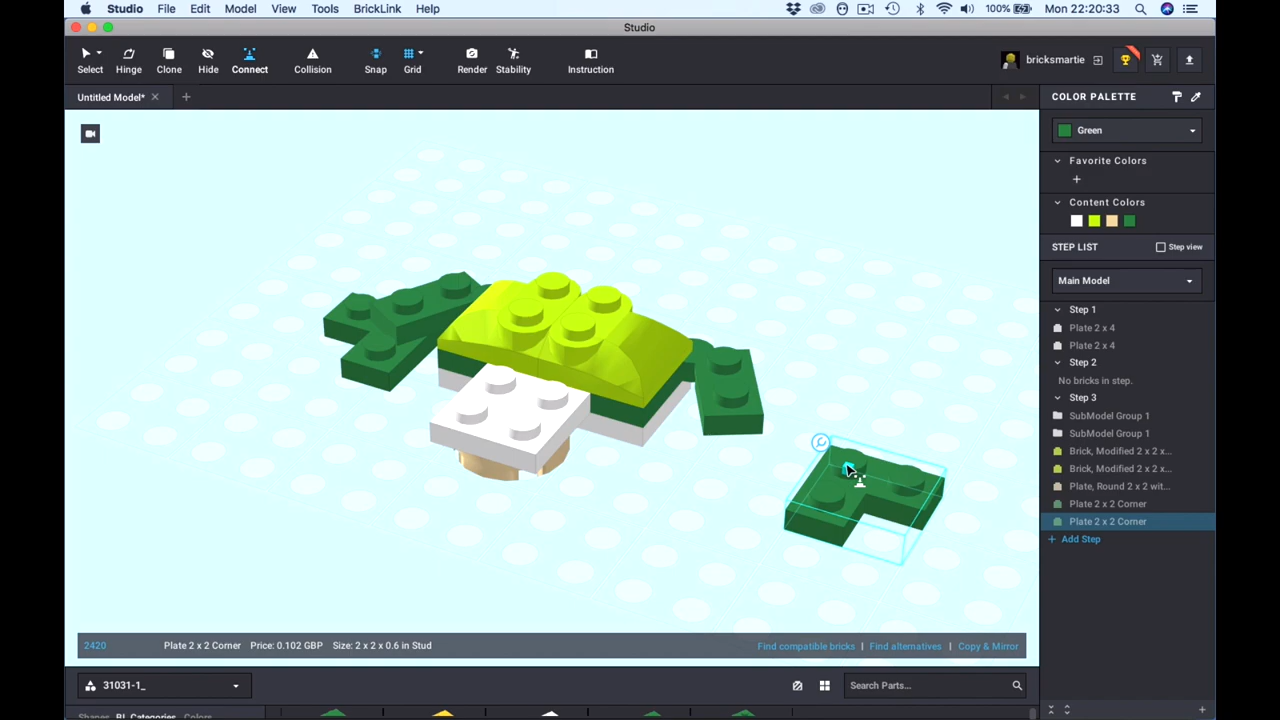 Studio File Edit Model View Tools BrickLink Help 100% Mon 22:20:33
Studio
Select Hinge Clone Hide Connect Collision Snap Grid Render Stability Instruction bricksmartie
Untitled Model*
COLOR PALETTE
Green
Favorite Colors
Content Colors
STEP LIST Step view
Main Model
Step 1
Plate 2 x 4
Plate 2 x 4
Step 2
No bricks in step.
Step 3
SubModel Group 1
SubModel Group 1
Brick, Modified 2 x 2 x...
Brick, Modified 2 x 2 x...
Plate, Round 2 x 2 wit...
Plate 2 x 2 Corner
Plate 2 x 2 Corner
+ Add Step
2420 Plate 2 x 2 Corner Price: 0.102 GBP Size: 2 x 2 x 0.6 in Stud Find compatible bricks | Find alternatives | Copy & Mirror
31031-1_ Search Parts...
Shapes BL Categories Colors